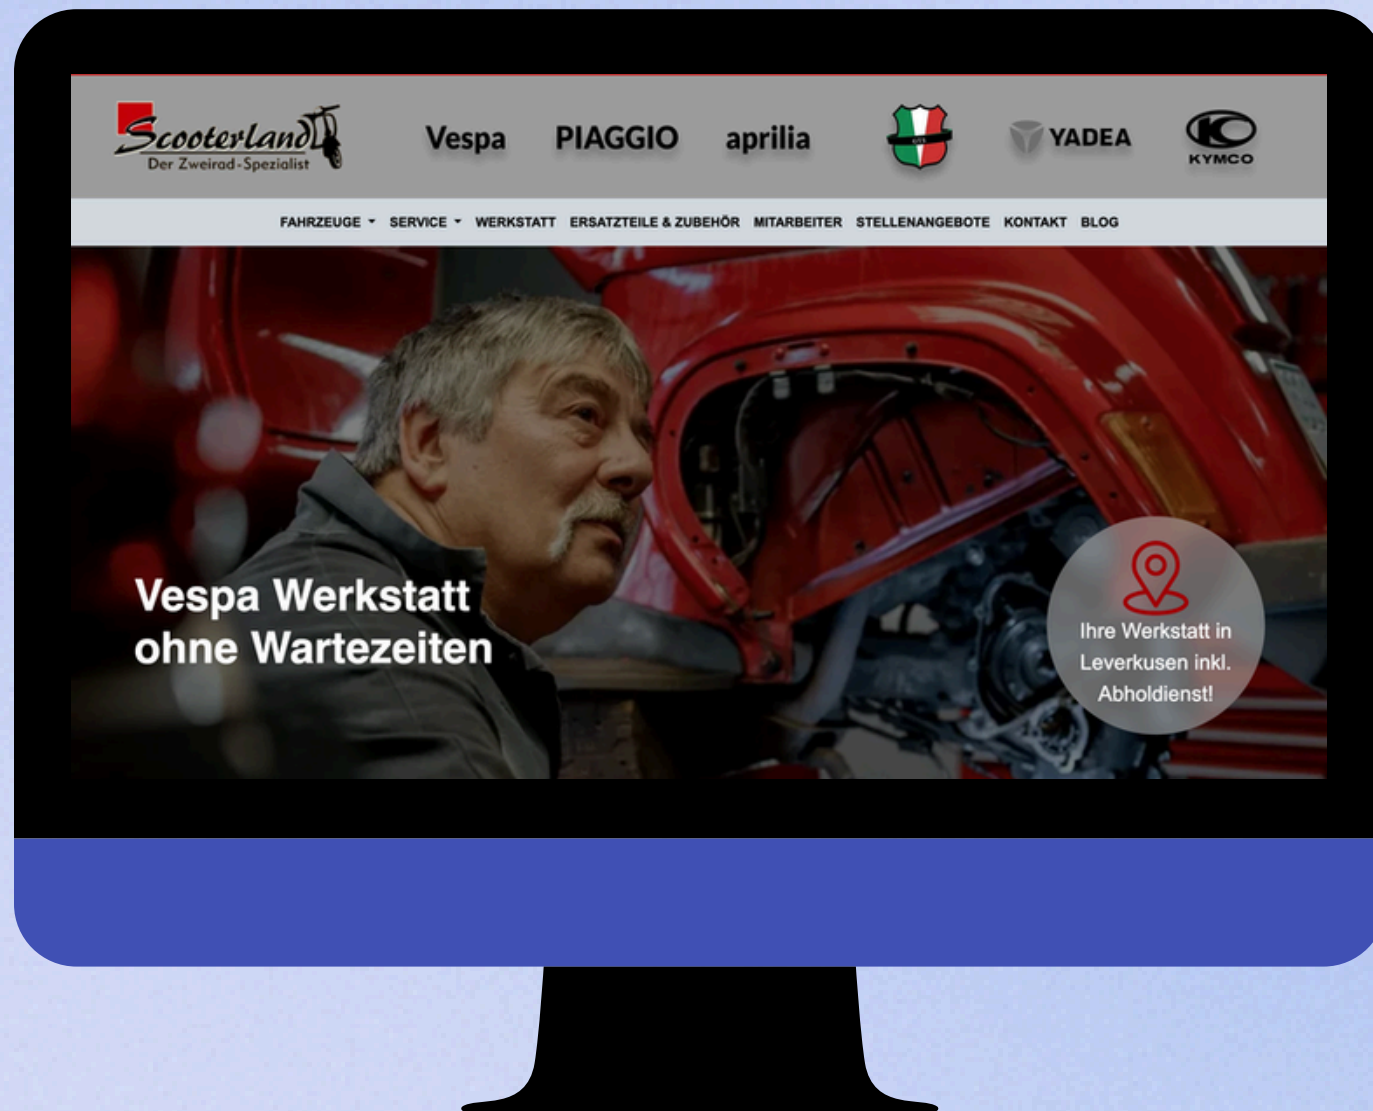 Scooterland
Der Zweirad-Spezialist
Vespa PIAGGIO aprilia YADEA KYMCO
FAHRZEUGE SERVICE WERKSTATT ERSATZTEILE & ZUBEHÖR MITARBEITER STELLENANGEBOTE KONTAKT BLOG
Vespa Werkstatt
ohne Wartezeiten
Ihre Werkstatt in
Leverkusen inkl.
Abholdienst!